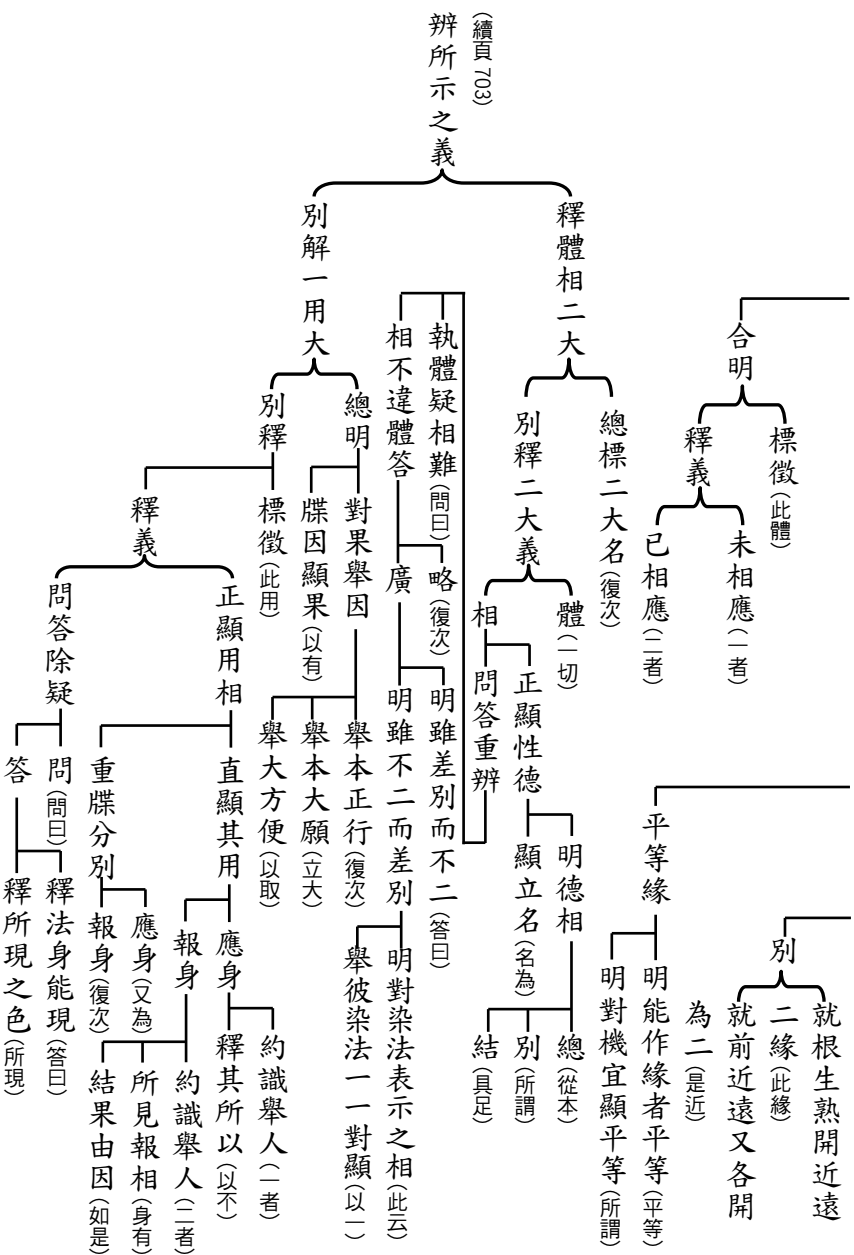 就根生熟開近遠
二緣(此緣)
就前近遠又各開
為二(是近)
別
明能作緣者平等(平等)
明對機宜顯平等(所謂)
平等緣
標徵(此體)
未相應(一者)
已相應(二者)
釋義
合明
(續頁 703)
辨所示之義
釋體相二大
總標二大名(復次)
別釋二大義
體(一切)
相
正顯性德
明德相
總(從本)
別(所謂)
結(具足)
顯立名(名為)
問答重辨
執體疑相難(問曰)
相不違體答
略(復次)
廣
明雖差別而不二(答曰)
明雖不二而差別
明對染法表示之相(此云)
舉彼染法一一對顯(以一)
別解一用大
總明
對果舉因
舉本正行(復次)
舉本大願(立大)
舉大方便(以取)
牒因顯果(以有)
別釋
標徵(此用)
釋義
正顯用相
直顯其用
應身
約識舉人(一者)
釋其所以(以不)
報身
約識舉人(二者)
所見報相(身有)
結果由因(如是)
重牒分別
應身(又為)
報身(復次)
問答除疑
問(問曰)
答
釋法身能現(答曰)
釋所現之色(所現)